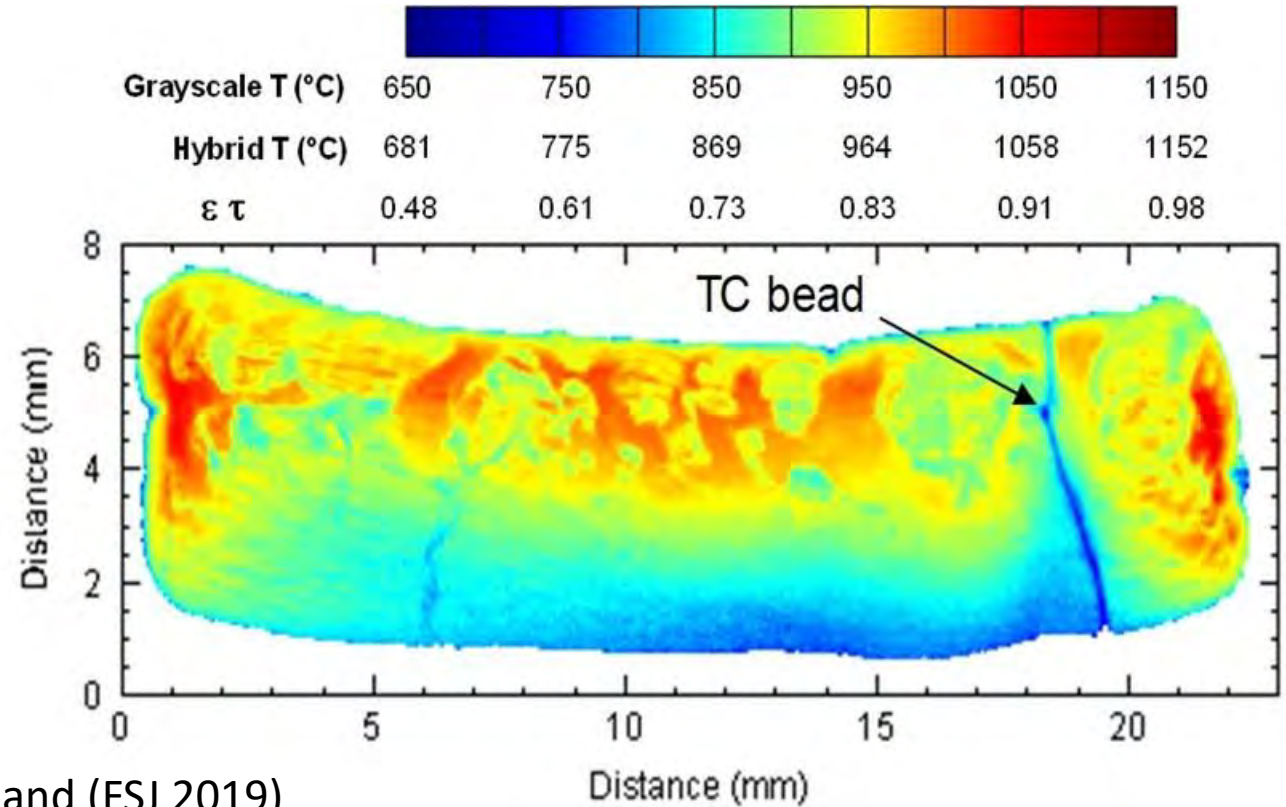 Grayscale T (°C) 650 750 850 950 1050 1150
Hybrid T (°C) 681 775 869 964 1058 1152
ε τ 0.48 0.61 0.73 0.83 0.91 0.98
8
TC bead
6
Distance (mm)
4
2
0
0 5 10 15 20
Distance (mm)
and (FSJ 2019)